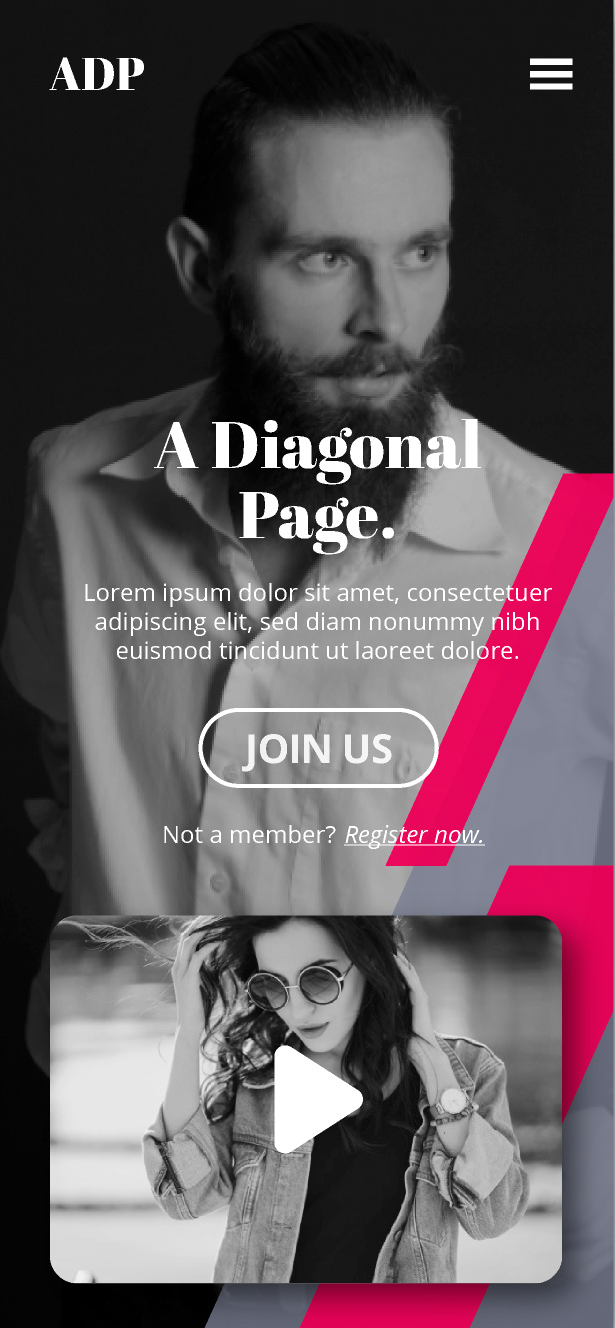 ADP
A Diagonal
Page.
Lorem ipsum dolor sit amet, consectetuer
adipiscing elit, sed diam nonummy nibh
euismod tincidunt ut laoreet dolore.
JOIN US
Not a member? Register now.